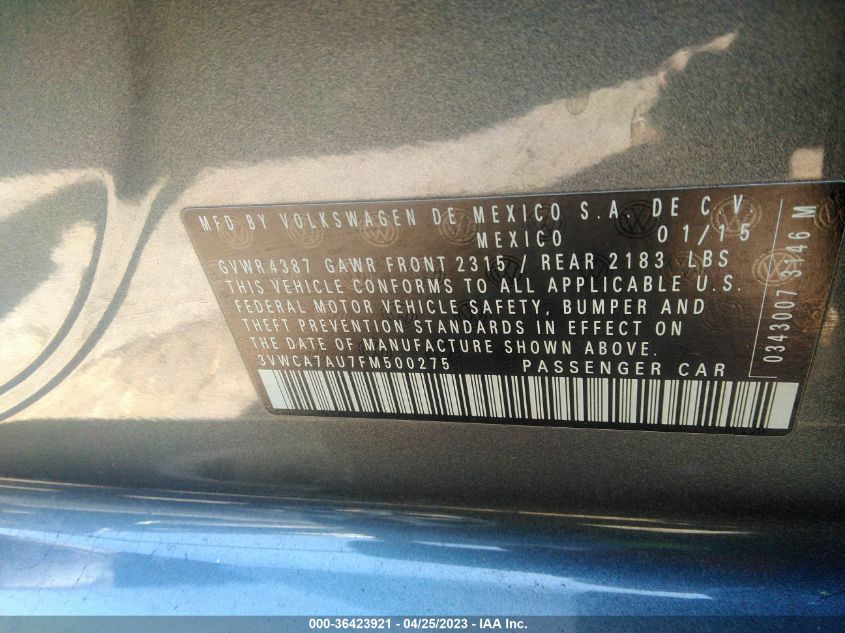 MFD BY VOLKSWAGEN DE MEXICO S.A. DE C.V
MEXICO 01/15
GVWR 4387 GAWR FRONT 2315 / REAR 2183 LBS
THIS VEHICLE CONFORMS TO ALL APPLICABLE U.S.
FEDERAL MOTOR VEHICLE SAFETY, BUMPER AND
THEFT PREVENTION STANDARDS IN EFFECT ON
THE DATE OF MANUFACTURE SHOWN ABOVE.
3VWCA7AU7FM500275 PASSENGER CAR
0343007 3146 M
000-36423921 - 04/25/2023 - IAA Inc.